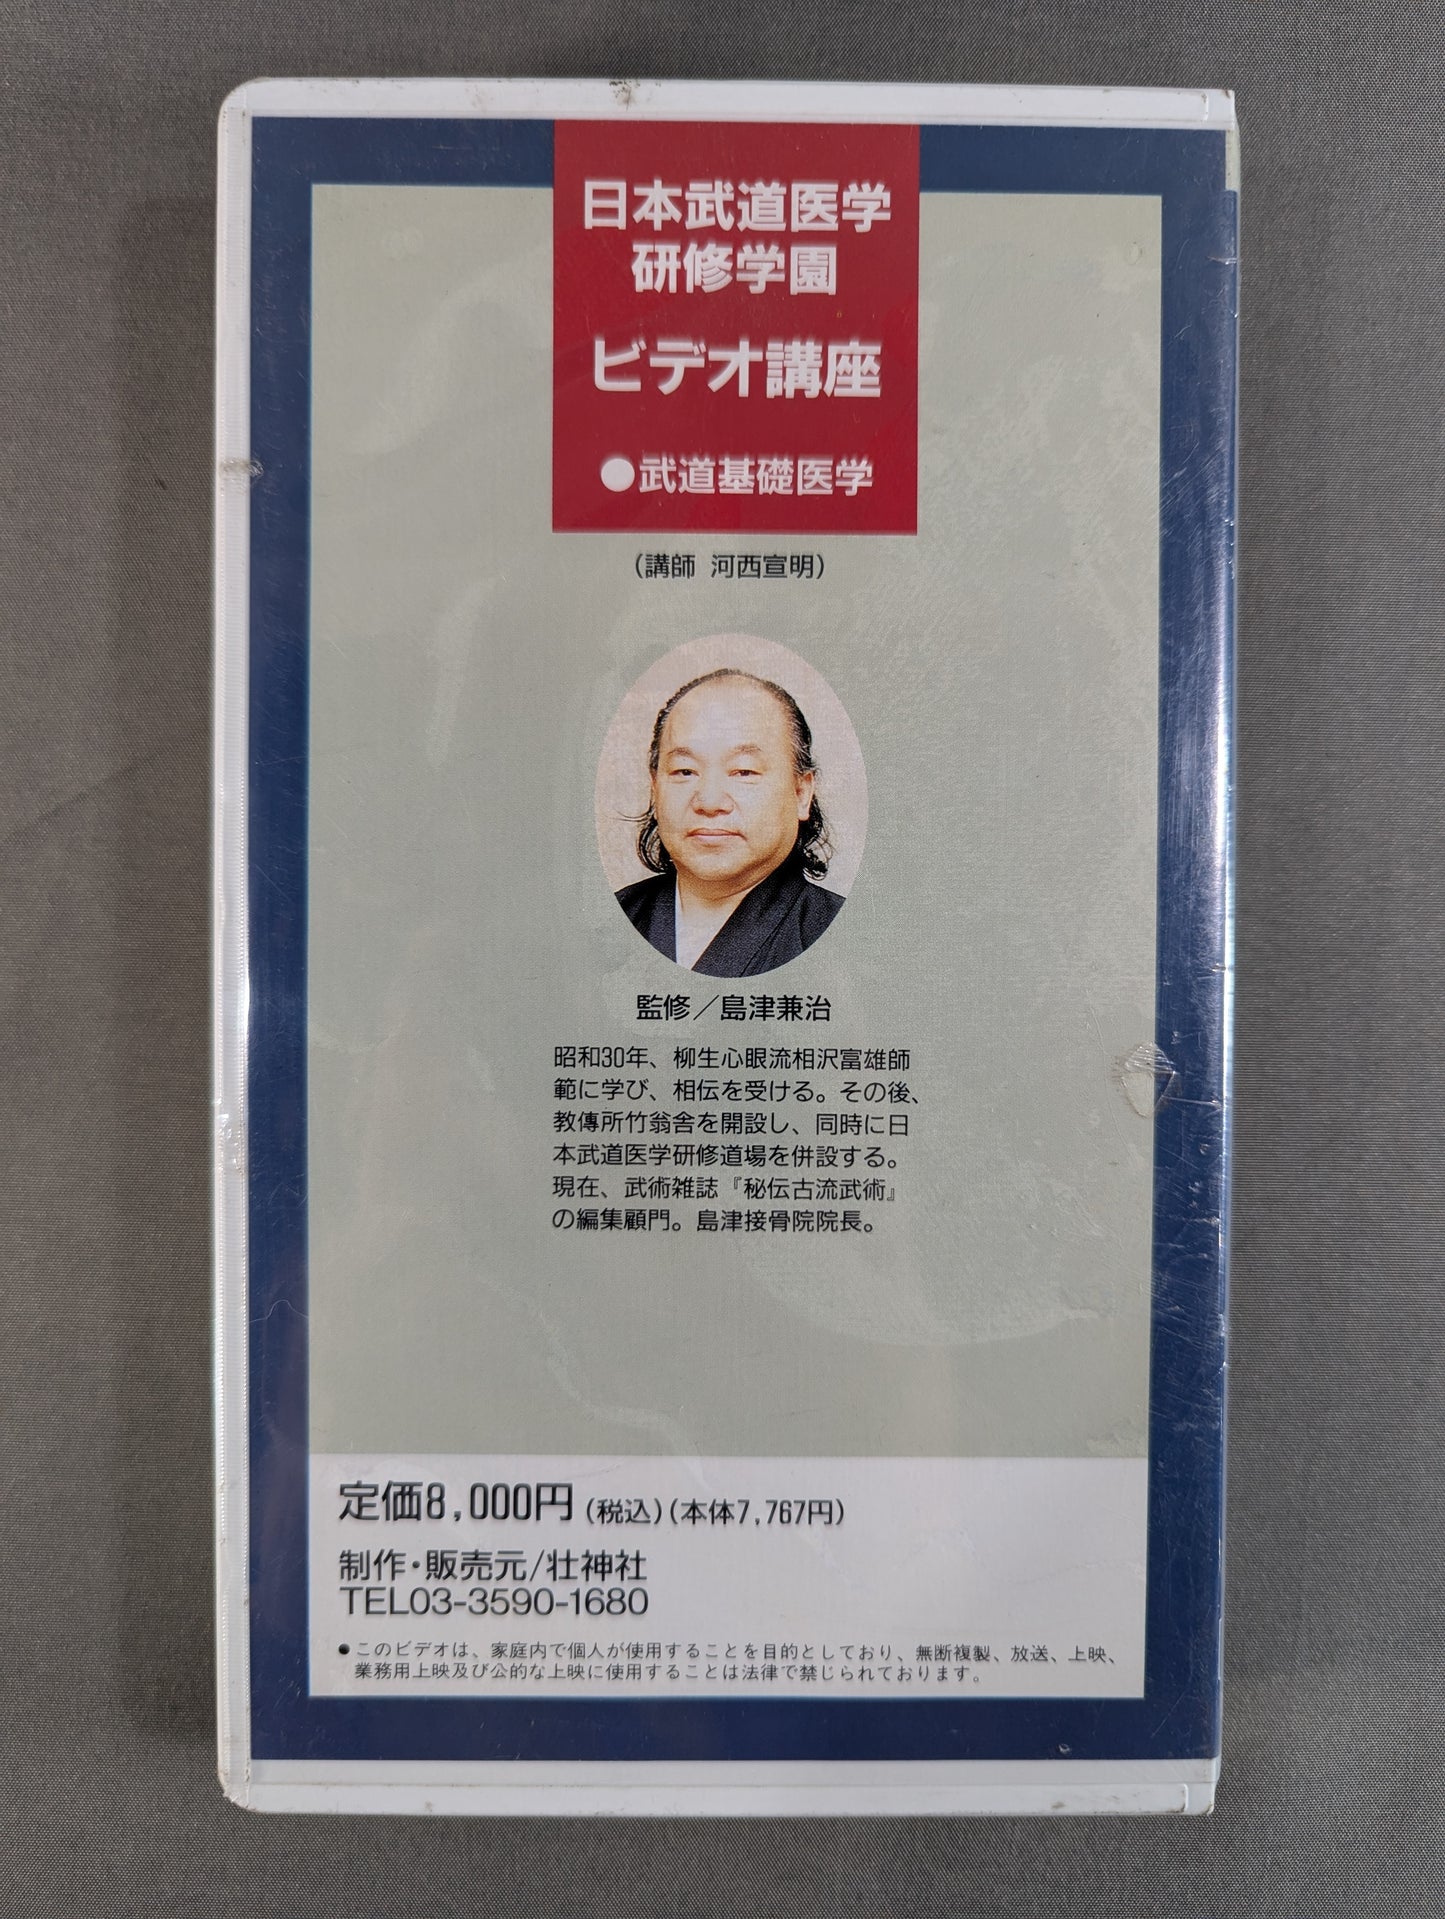 日本武道医学
研修学園
ビデオ講座
●武道基礎医学
(講師 河西宣明)
監修／島津兼治
昭和30年、柳生心眼流相沢富雄師
範に学び、相伝を受ける。その後、
教傳所竹翁舎を開設し、同時に日
本武道医学研修道場を併設する。
現在、武術雑誌『秘伝古流武術』
の編集顧門。島津接骨院院長。
定価8,000円 (税込)(本体7,767円)
制作・販売元/壮神社
TEL03-3590-1680
●このビデオは、家庭内で個人が使用することを目的としており、無断複製、放送、上映、
業務用上映及び公的な上映に使用することは法律で禁じられております。